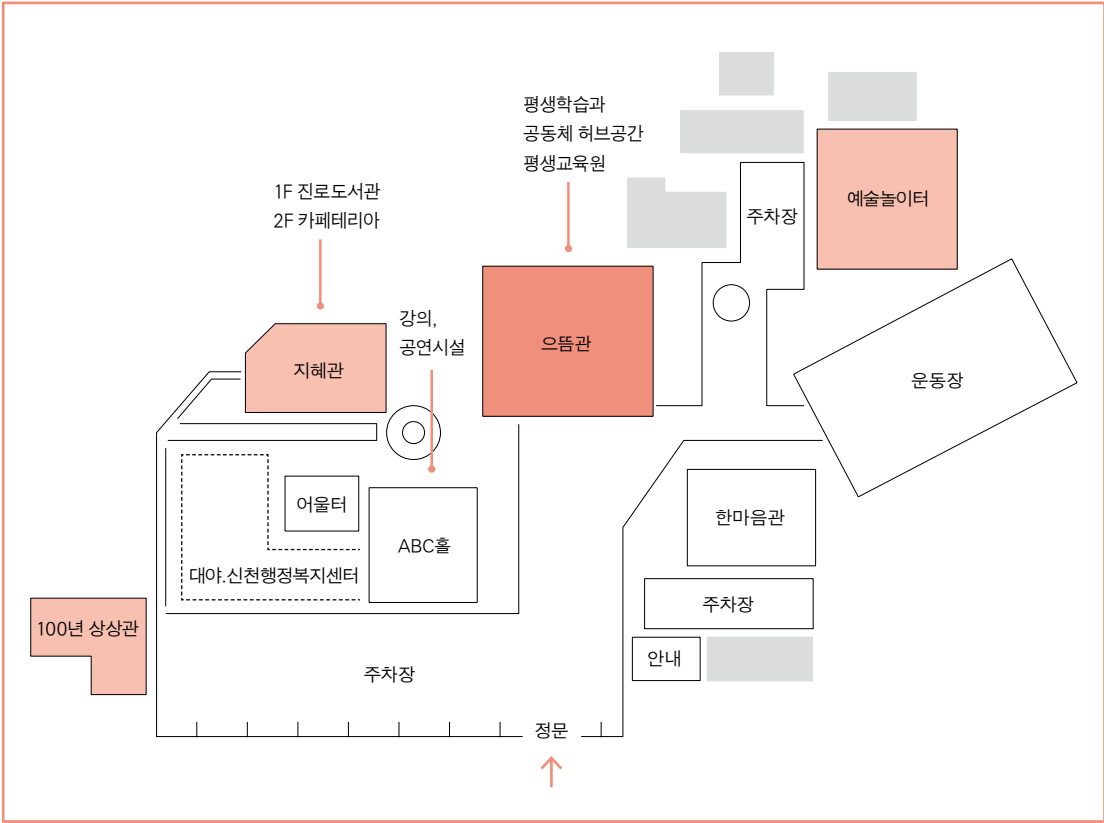 평생학습과
공동체 허브공간
평생교육원
1F 진로도서관
2F 카페테리아
주차장
예술놀이터
강의,
공연시설
으뜸관
지혜관
운동장
어울터
ABC홀
한마음관
대야.신천행정복지센터
주차장
100년 상상관
안내
주차장
정문